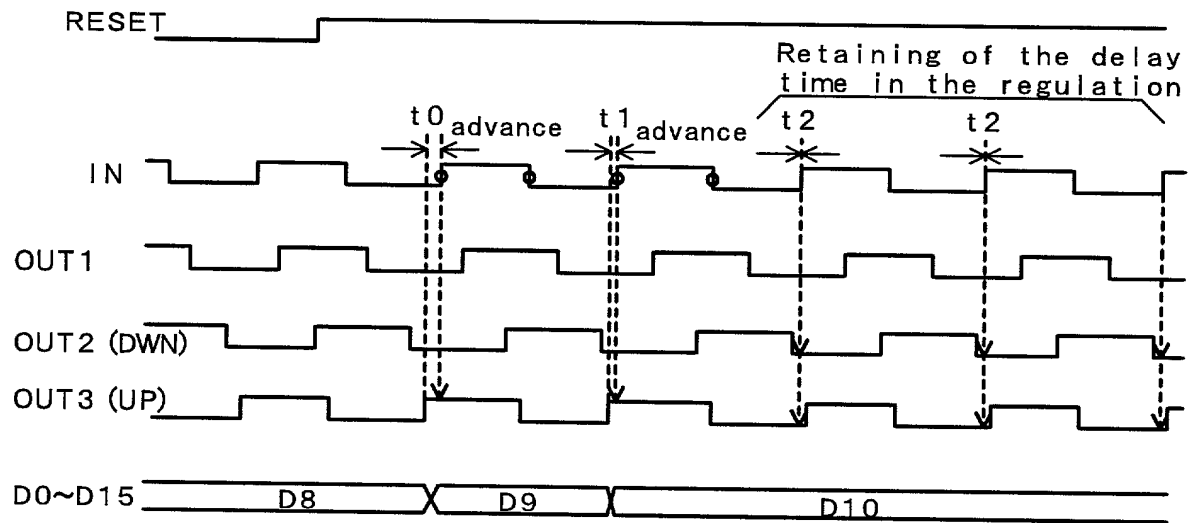 RESET
Retaining of the delay
time in the regulation
t0 advance t1 advance t2 t2
IN
OUT1
OUT2 (DWN)
OUT3 (UP)
D0~D15 D8 D9 D10